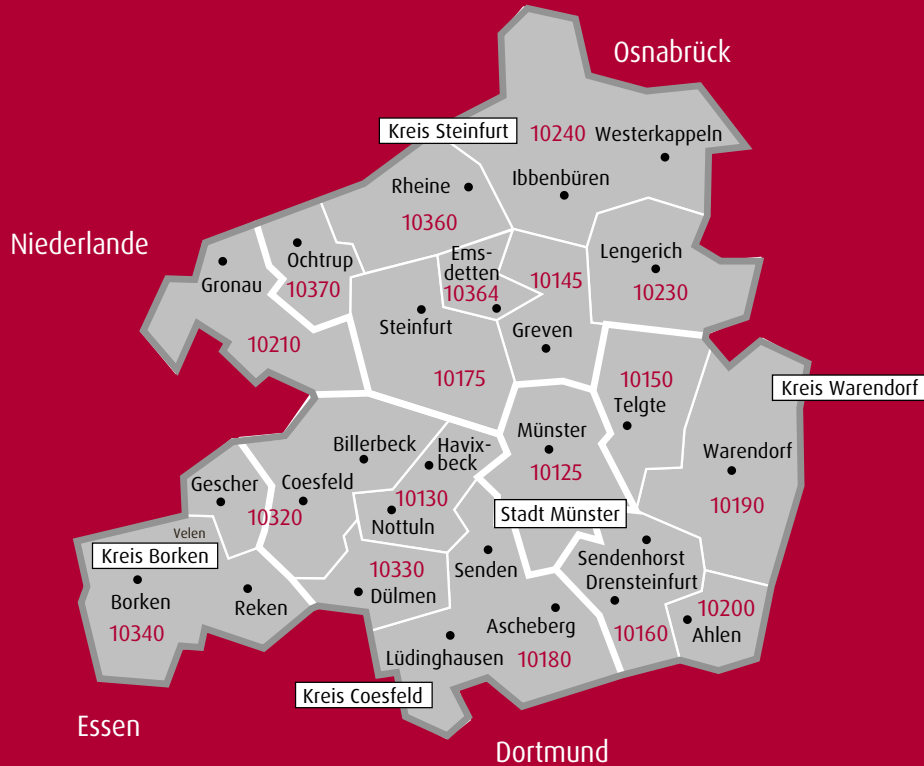 Osnabrück
Kreis Steinfurt
10240
Westerkappeln
Rheine
Ibbenbüren
10360
Niederlande
Ochtrup
Gronau
10370
Ems-
detten
10364
10145
Lengerich
10230
Steinfurt
Greven
10210
10175
10150
Telgte
Kreis Warendorf
Billerbeck
Havix-
beck
Münster
10125
Warendorf
10190
Gescher
Coesfeld
10320
10130
Nottuln
Stadt Münster
Velen
Kreis Borken
Borken
10340
Reken
10330
Dülmen
Senden
Sendenhorst
Drensteinfurt
Ascheberg
10160
10200
Ahlen
Lüdinghausen
10180
Kreis Coesfeld
Essen
Dortmund